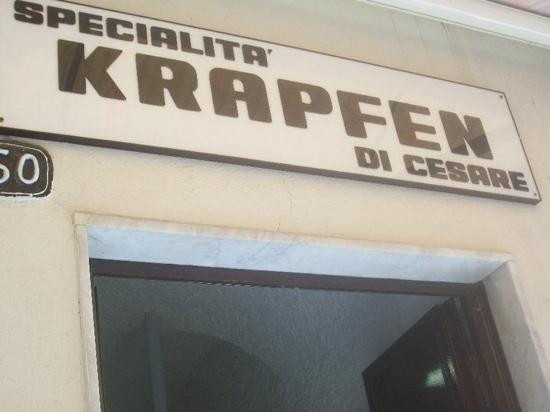 SPECIALITA'
KRAPFEN
DI CESARE
50